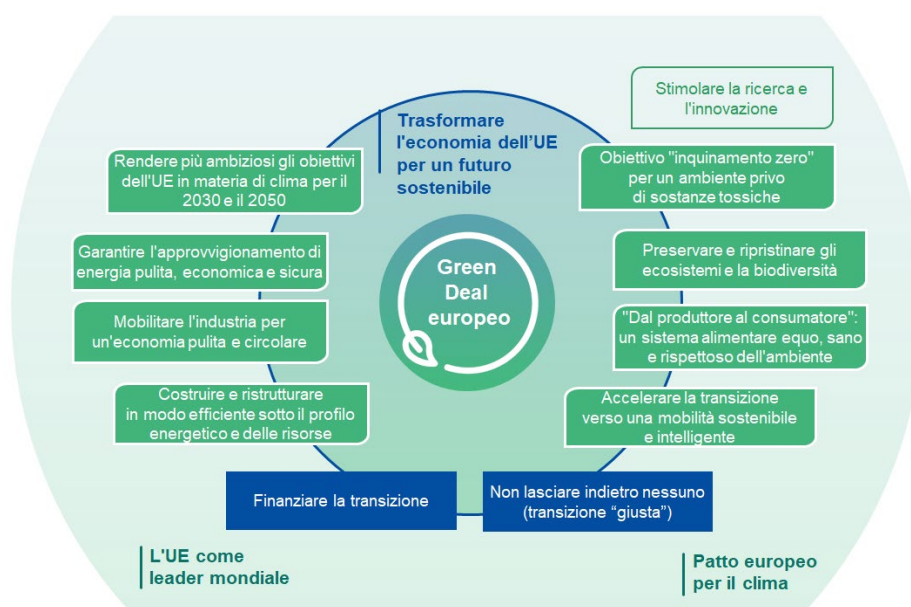 Stimolare la ricerca e
l'innovazione
Trasformare
l'economia dell'UE
per un futuro
sostenibile
Rendere più ambiziosi gli obiettivi
dell'UE in materia di clima per il
2030 e il 2050
Obiettivo "inquinamento zero"
per un ambiente privo
di sostanze tossiche
Garantire l'approvvigionamento di
energia pulita, economica e sicura
Green
Deal
europeo
Preservare e ripristinare gli
ecosistemi e la biodiversità
Mobilitare l'industria per
un'economia pulita e circolare
"Dal produttore al consumatore":
un sistema alimentare equo, sano
e rispettoso dell'ambiente
Costruire e ristrutturare
in modo efficiente sotto il profilo
energetico e delle risorse
Accelerare la transizione
verso una mobilità sostenibile
e intelligente
Finanziare la transizione
Non lasciare indietro nessuno
(transizione “giusta”)
L'UE come
leader mondiale
Patto europeo
per il clima